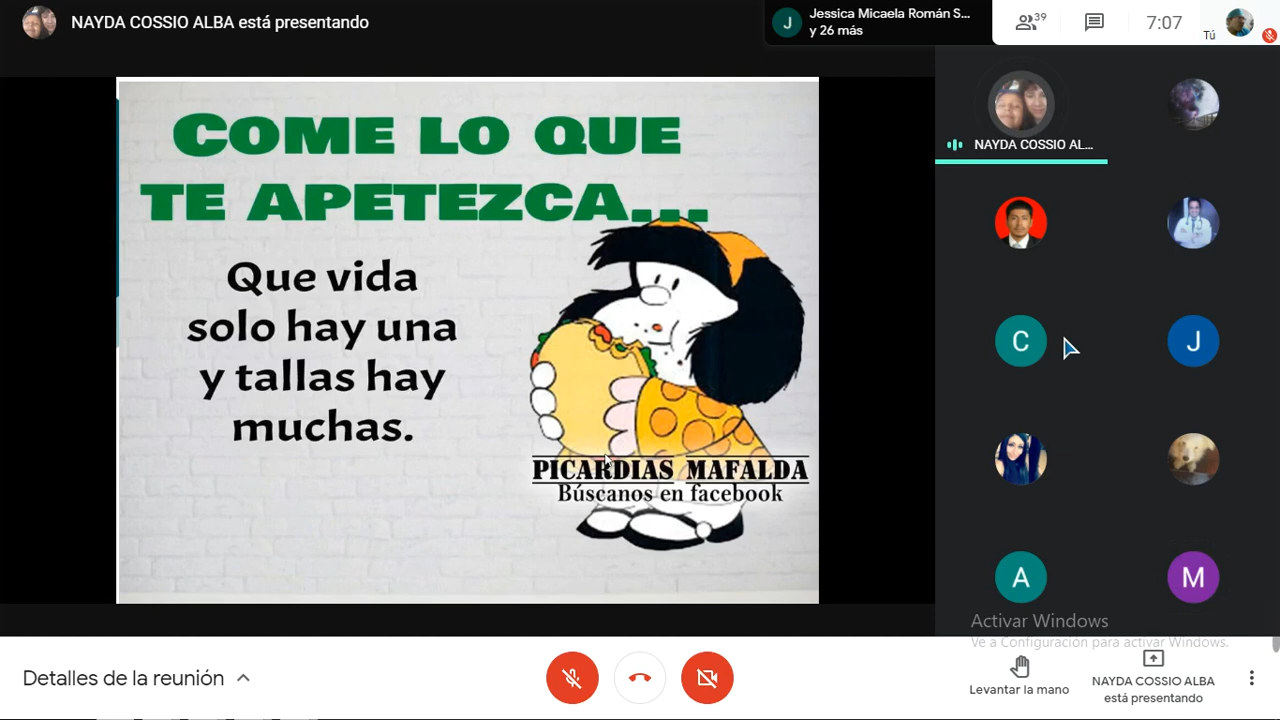 NAYDA COSSIO ALBA está presentando
J
Jessica Micaela Román S...
y 26 más
39
7:07
Tú
COME LO QUE
TE APETEZCA...
Que vida
solo hay una
y tallas hay
muchas.
PICARDIAS MAFALDA
Búscanos en facebook
NAYDA COSSIO AL...
C
J
A
M
Activar Windows
Ve a Configuración para activar Windows.
Detalles de la reunión
Levantar la mano
NAYDA COSSIO ALBA
está presentando